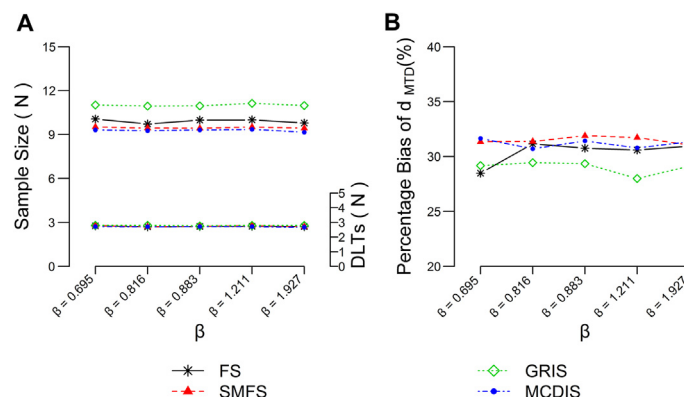 A
Sample Size ( N )
15
12
9
6
3
0
5
4
3
2
1
0
DLTs ( N )
β = 0.695
β = 0.816
β = 0.883
β = 1.211
β = 1.927
β
B
Percentage Bias of d MTD(%)
40
35
30
25
20
β = 0.695
β = 0.816
β = 0.883
β = 1.211
β = 1.927
β
FS
SMFS
GRIS
MCDIS